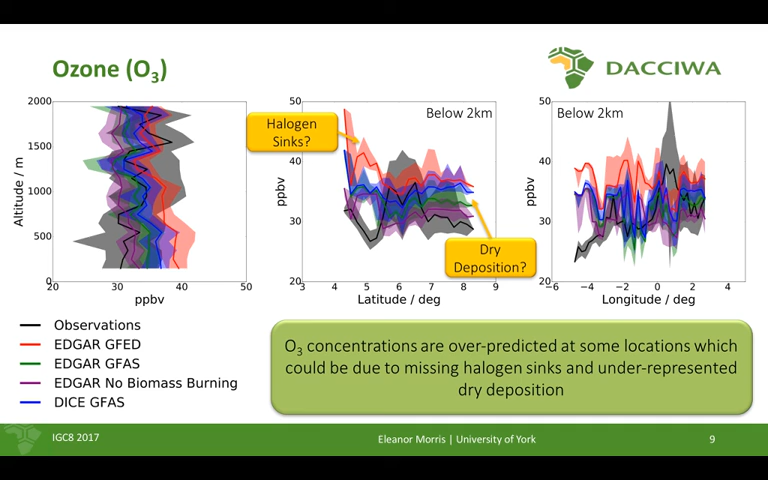 Ozone (O3)
DACCIWA
2000
1500
1000
500
0
20
30
40
50
Altitude / m
ppbv
50
40
30
20
3
4
5
6
7
8
9
ppbv
Latitude / deg
Below 2km
Halogen
Sinks?
Dry
Deposition?
50
40
30
20
−6
−4
−2
0
2
4
ppbv
Longitude / deg
Below 2km
Observations
EDGAR GFED
EDGAR GFAS
EDGAR No Biomass Burning
DICE GFAS
O3 concentrations are over-predicted at some locations which
could be due to missing halogen sinks and under-represented
dry deposition
IGC8 2017
Eleanor Morris | University of York
9